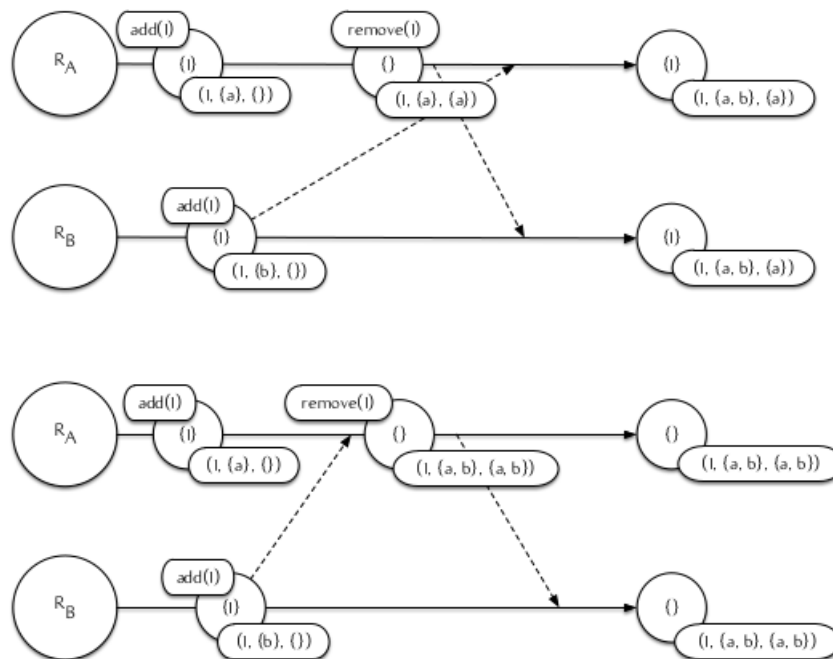 add(1)
remove(1)
R_A
{1}
{}
{1}
(1, {a}, {})
(1, {a}, {a})
(1, {a, b}, {a})
add(1)
R_B
{1}
{1}
(1, {b}, {})
(1, {a, b}, {a})
add(1)
remove(1)
R_A
{1}
{}
{}
(1, {a}, {})
(1, {a, b}, {a, b})
(1, {a, b}, {a, b})
add(1)
R_B
{1}
{}
(1, {b}, {})
(1, {a, b}, {a, b})